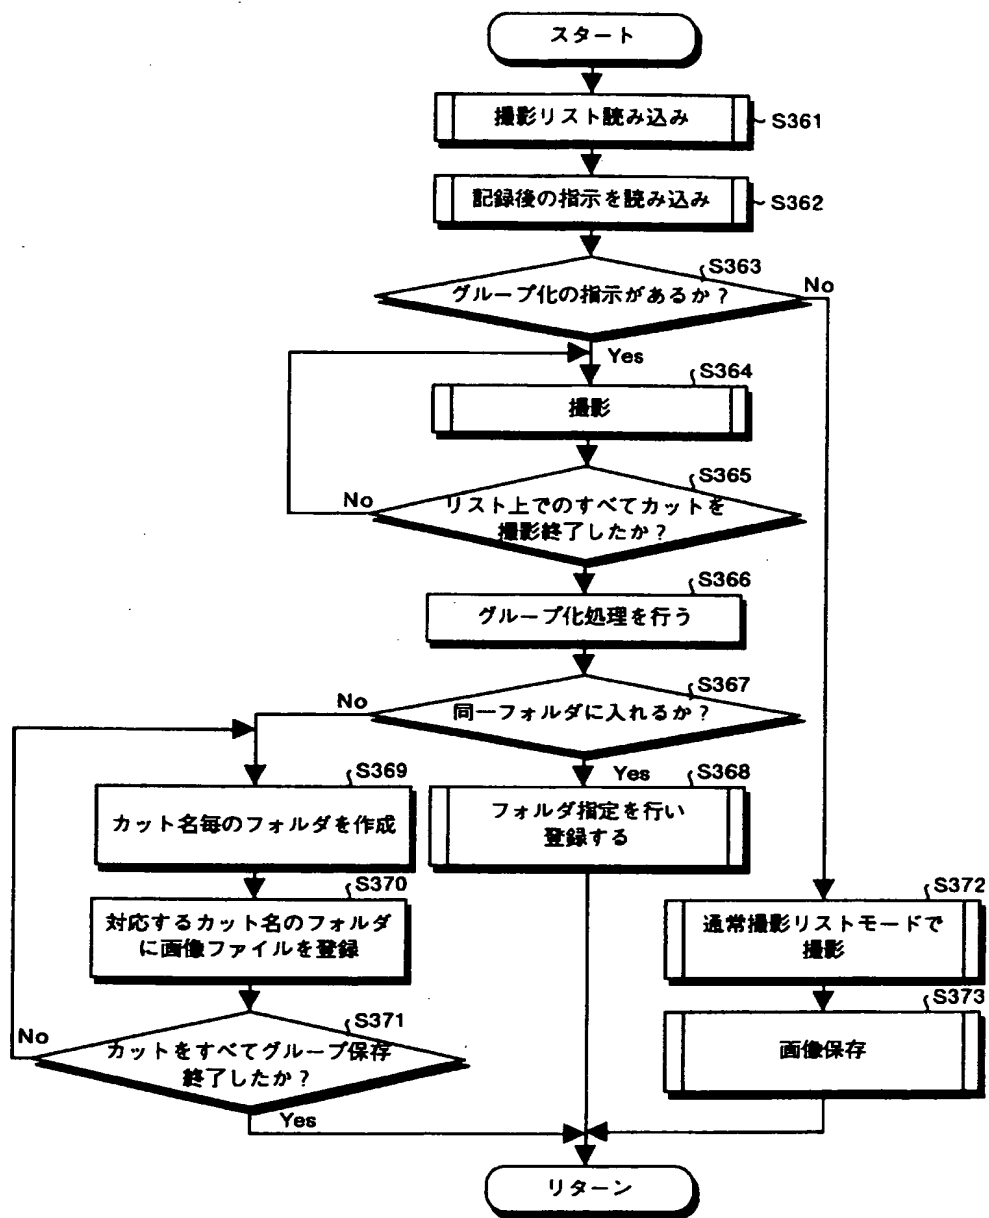 スタート
撮影リスト読み込み
S361
記録後の指示を読み込み
S362
S363
グループ化の指示があるか？
No
Yes
S364
撮影
S365
No
リスト上でのすべてカットを
撮影終了したか？
S366
グループ化処理を行う
S367
No
同一フォルダに入れるか？
Yes
S369
S368
カット名毎のフォルダを作成
フォルダ指定を行い
登録する
S370
対応するカット名のフォルダ
に画像ファイルを登録
S372
通常撮影リストモードで
撮影
S371
No
カットをすべてグループ保存
終了したか？
S373
画像保存
Yes
リターン